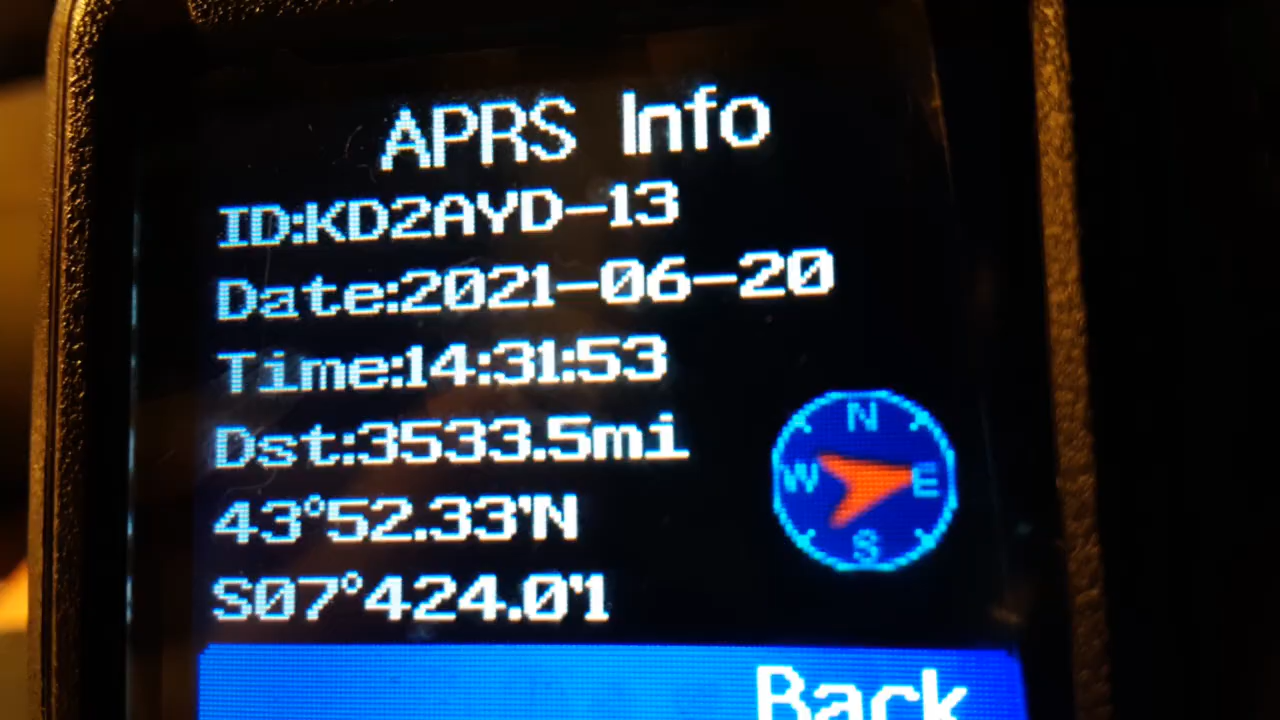 APRS Info
ID:KD2AYD-13
Date:2021-06-20
Time:14:31:53
Dst:3533.5mi
43°52.33'N
S07°424.0'1
N
W E
S
Back